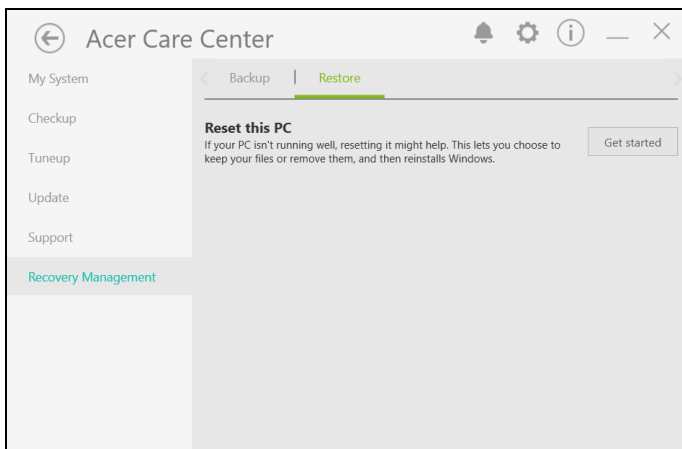 Acer Care Center
My System
Checkup
Tuneup
Update
Support
Recovery Management
Backup | Restore
Reset this PC
If your PC isn't running well, resetting it might help. This lets you choose to
keep your files or remove them, and then reinstalls Windows.
Get started